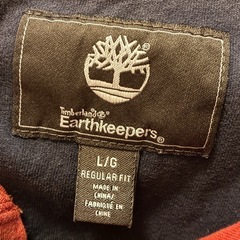 Timberland®
Earthkeepers®
L/G
REGULAR FIT
MADE IN
CHINA/
FABRIQUÉ EN
CHINE